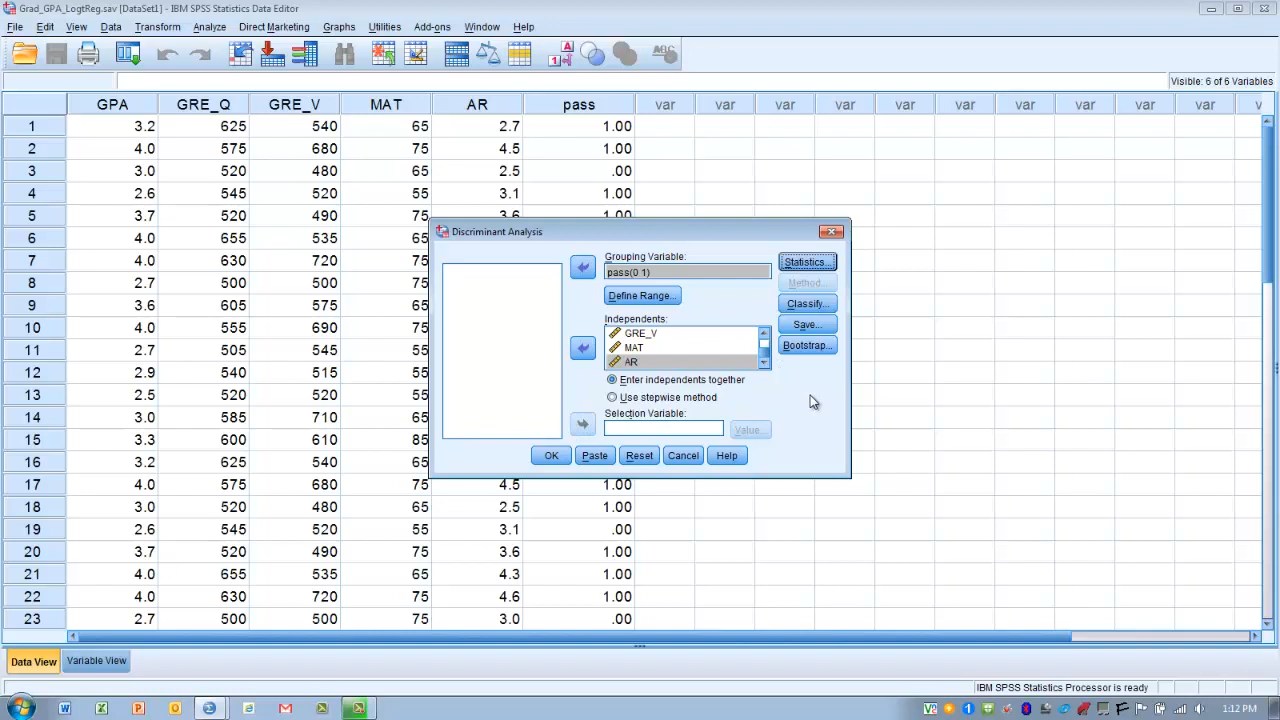 Grad_GPA_LogtReg.sav [DataSet1] - IBM SPSS Statistics Data Editor
File Edit View Data Transform Analyze Direct Marketing Graphs Utilities Add-ons Window Help
Visible: 6 of 6 Variables
GPA GRE_Q GRE_V MAT AR pass var var var var var var var var var var v
1 3.2 625 540 65 2.7 1.00
2 4.0 575 680 75 4.5 1.00
3 3.0 520 480 65 2.5 .00
4 2.6 545 520 55 3.1 1.00
5 3.7 520 490 75 3.6 1.00
6 4.0 655 535 65
7 4.0 630 720 75
8 2.7 500 500 75
9 3.6 605 575 65
10 4.0 555 690 75
11 2.7 505 545 55
12 2.9 540 515 55
13 2.5 520 520 55
14 3.0 585 710 65
15 3.3 600 610 85
16 3.2 625 540 65
17 4.0 575 680 75 4.5 1.00
18 3.0 520 480 65 2.5 1.00
19 2.6 545 520 55 3.1 .00
20 3.7 520 490 75 3.6 1.00
21 4.0 655 535 65 4.3 1.00
22 4.0 630 720 75 4.6 1.00
23 2.7 500 500 75 3.0 .00
Discriminant Analysis
Grouping Variable:
pass(0 1)
Define Range...
Independents:
GRE_V
MAT
AR
Enter independents together
Use stepwise method
Selection Variable:
Value...
Statistics...
Method...
Classify...
Save...
Bootstrap...
OK Paste Reset Cancel Help
Data View Variable View
IBM SPSS Statistics Processor is ready
1:12 PM